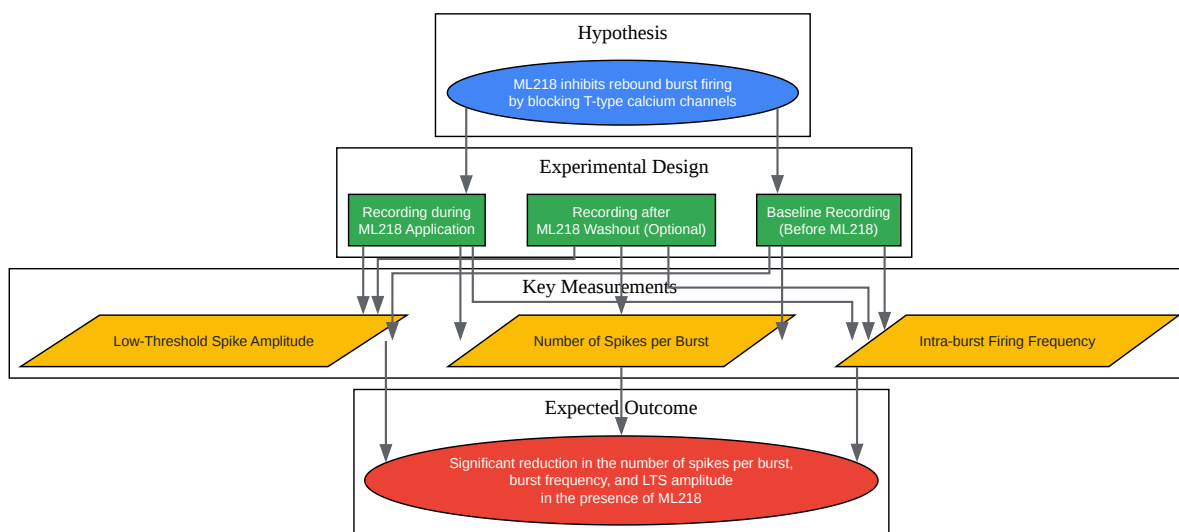 Hypothesis
ML218 inhibits rebound burst firing
by blocking T-type calcium channels
Experimental Design
Recording during
ML218 Application
Recording after
ML218 Washout (Optional)
Baseline Recording
(Before ML218)
Key Measurements
Low-Threshold Spike Amplitude
Number of Spikes per Burst
Intra-burst Firing Frequency
Expected Outcome
Significant reduction in the number of spikes per burst,
burst frequency, and LTS amplitude
in the presence of ML218